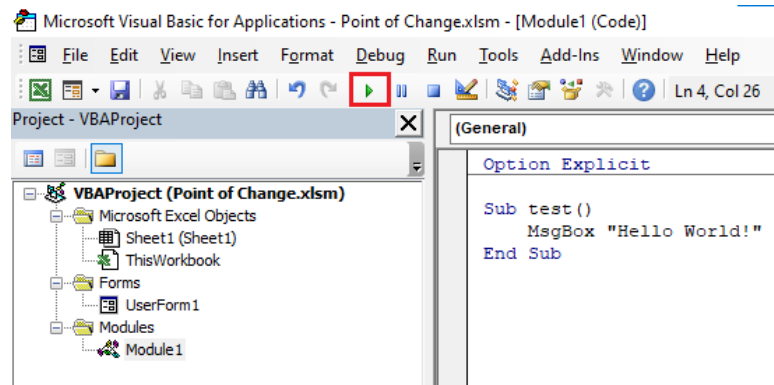 Microsoft Visual Basic for Applications - Point of Change.xlsm - [Module1 (Code)]
File Edit View Insert Format Debug Run Tools Add-Ins Window Help
Ln 4, Col 26
Project - VBAProject
(General)
VBAProject (Point of Change.xlsm)
Microsoft Excel Objects
Sheet1 (Sheet1)
ThisWorkbook
Forms
UserForm1
Modules
Module1
Option Explicit
Sub test()
MsgBox "Hello World!"
End Sub